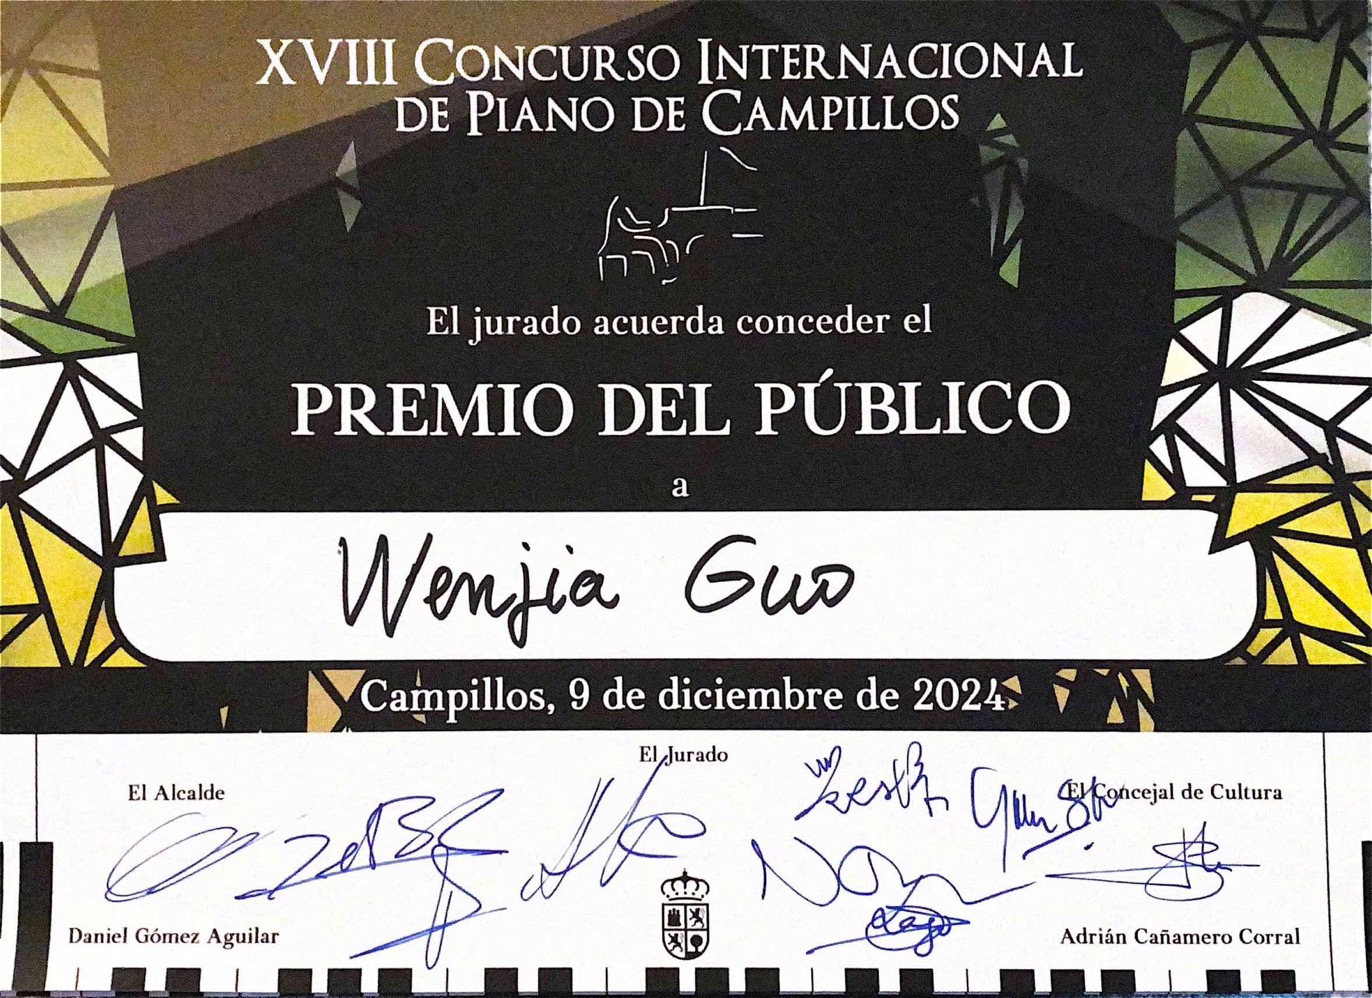 XVIII CONCURSO INTERNACIONAL
DE PIANO DE CAMPILLOS
El jurado acuerda conceder el
PREMIO DEL PÚBLICO
a
Wenjia Guo
Campillos, 9 de diciembre de 2024
El Jurado
El Alcalde
El Concejal de Cultura
Daniel Gómez Aguilar
Adrián Cañamero Corral